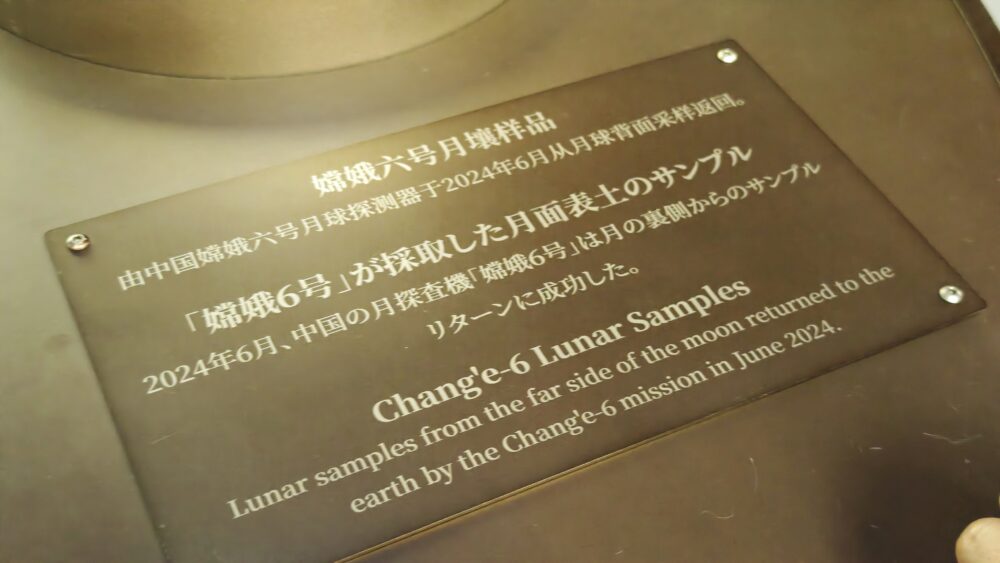 嫦娥六号月壤样品
由中国嫦娥六号月球探测器于2024年6月从月球背面采样返回。
「嫦娥6号」が採取した月面表土のサンプル
2024年6月、中国の月探査機「嫦娥6号」は月の裏側からのサンプル
リターンに成功した。
Chang'e-6 Lunar Samples
Lunar samples from the far side of the moon returned to the
earth by the Chang'e-6 mission in June 2024.